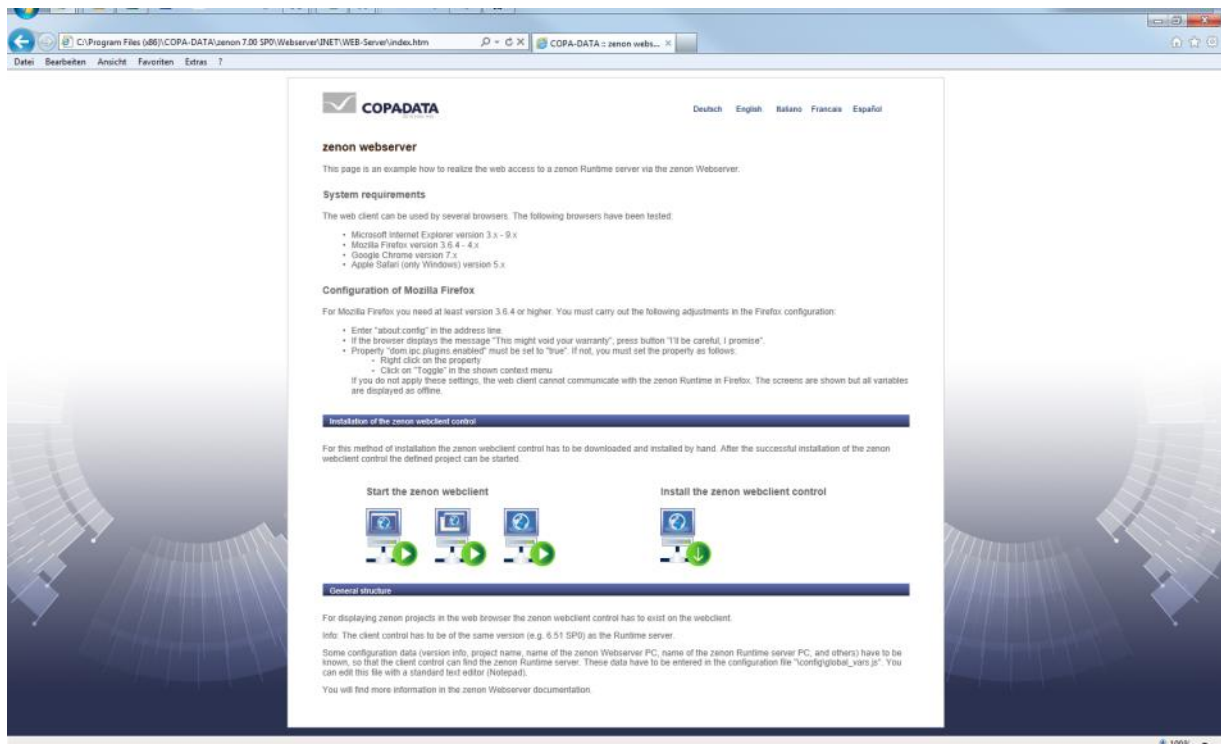 C:\Program Files (x86)\COPA-DATA\zenon 7.00 SP0\Webserver\INET\WEB-Server\index.htm
COPA-DATA :: zenon webs...
Datei Bearbeiten Ansicht Favoriten Extras ?
COPADATA
Deutsch English Italiano Francais Español
zenon webserver
This page is an example how to realize the web access to a zenon Runtime server via the zenon Webserver.
System requirements
The web client can be used by several browsers. The following browsers have been tested:
• Microsoft Internet Explorer version 3.x - 9.x
• Mozilla Firefox version 3.6.4 - 4.x
• Google Chrome version 7.x
• Apple Safari (only Windows) version 5.x
Configuration of Mozilla Firefox
For Mozilla Firefox you need at least version 3.6.4 or higher. You must carry out the following adjustments in the Firefox configuration:
• Enter "about:config" in the address line.
• If the browser displays the message "This might void your warranty", press button "I'll be careful, I promise".
• Property "dom.ipc.plugins.enabled" must be set to "true". If not, you must set the property as follows:
- Right click on the property
- Click on "Toggle" in the shown context menu
If you do not apply these settings, the web client cannot communicate with the zenon Runtime in Firefox. The screens are shown but all variables
are displayed as offline.
Installation of the zenon webclient control
For this method of installation the zenon webclient control has to be downloaded and installed by hand. After the successful installation of the zenon
webclient control the defined project can be started.
Start the zenon webclient
Install the zenon webclient control
General structure
For displaying zenon projects in the web browser the zenon webclient control has to exist on the webclient.
Info: The client control has to be of the same version (e.g. 6.51 SP0) as the Runtime server.
Some configuration data (version info, project name, name of the zenon Webserver PC, name of the zenon Runtime server PC, and others) have to be
known, so that the client control can find the zenon Runtime server. These data have to be entered in the configuration file "\config\global_vars.js". You
can edit this file with a standard text editor (Notepad).
You will find more information in the zenon Webserver documentation.